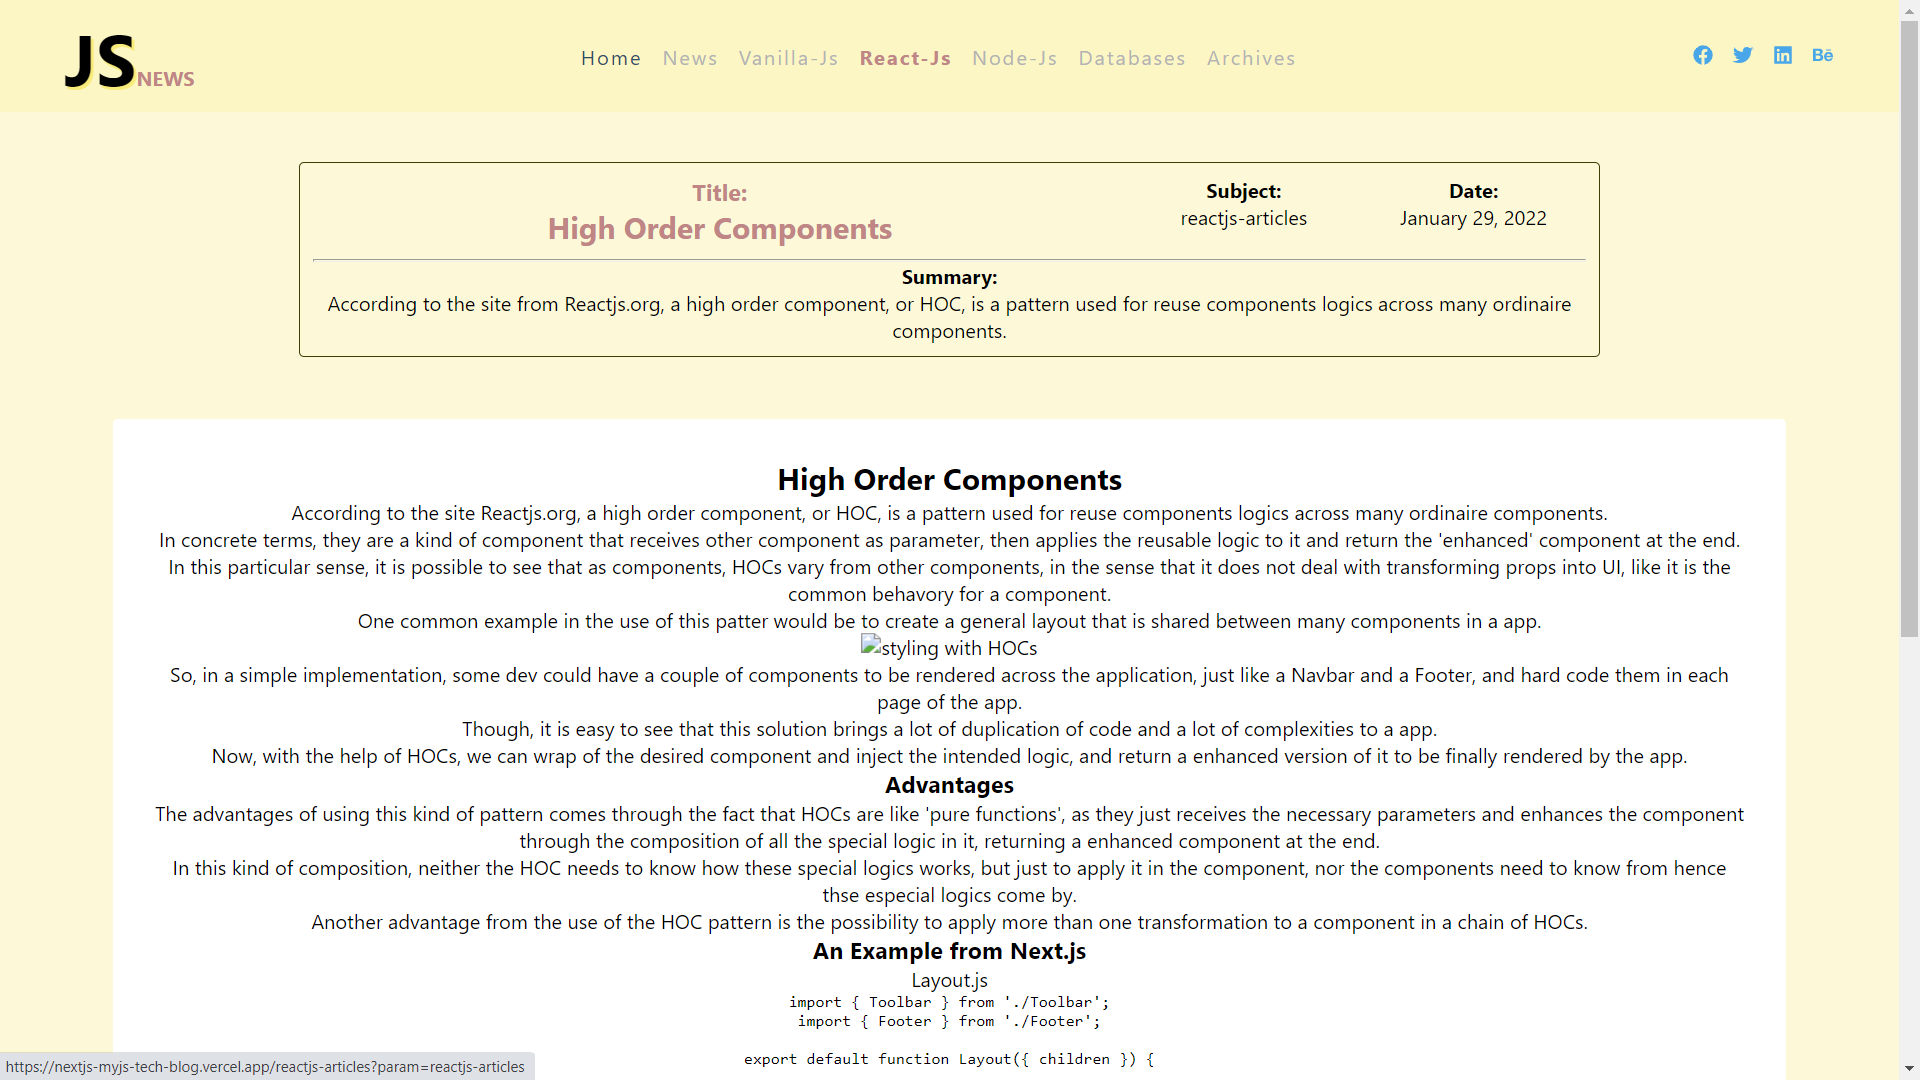 JS NEWS
Home News Vanilla-Js React-Js Node-Js Databases Archives
Bē
Title:
High Order Components
Subject:
reactjs-articles
Date:
January 29, 2022
Summary:
According to the site from Reactjs.org, a high order component, or HOC, is a pattern used for reuse components logics across many ordinaire
components.
High Order Components
According to the site Reactjs.org, a high order component, or HOC, is a pattern used for reuse components logics across many ordinaire components.
In concrete terms, they are a kind of component that receives other component as parameter, then applies the reusable logic to it and return the 'enhanced' component at the end.
In this particular sense, it is possible to see that as components, HOCs vary from other components, in the sense that it does not deal with transforming props into UI, like it is the
common behavory for a component.
One common example in the use of this patter would be to create a general layout that is shared between many components in a app.
styling with HOCs
So, in a simple implementation, some dev could have a couple of components to be rendered across the application, just like a Navbar and a Footer, and hard code them in each
page of the app.
Though, it is easy to see that this solution brings a lot of duplication of code and a lot of complexities to a app.
Now, with the help of HOCs, we can wrap of the desired component and inject the intended logic, and return a enhanced version of it to be finally rendered by the app.
Advantages
The advantages of using this kind of pattern comes through the fact that HOCs are like 'pure functions', as they just receives the necessary parameters and enhances the component
through the composition of all the special logic in it, returning a enhanced component at the end.
In this kind of composition, neither the HOC needs to know how these special logics works, but just to apply it in the component, nor the components need to know from hence
thse especial logics come by.
Another advantage from the use of the HOC pattern is the possibility to apply more than one transformation to a component in a chain of HOCs.
An Example from Next.js
Layout.js
import { Toolbar } from './Toolbar';
import { Footer } from './Footer';
export default function Layout({ children }) {
https://nextjs-myjs-tech-blog.vercel.app/reactjs-articles?param=reactjs-articles